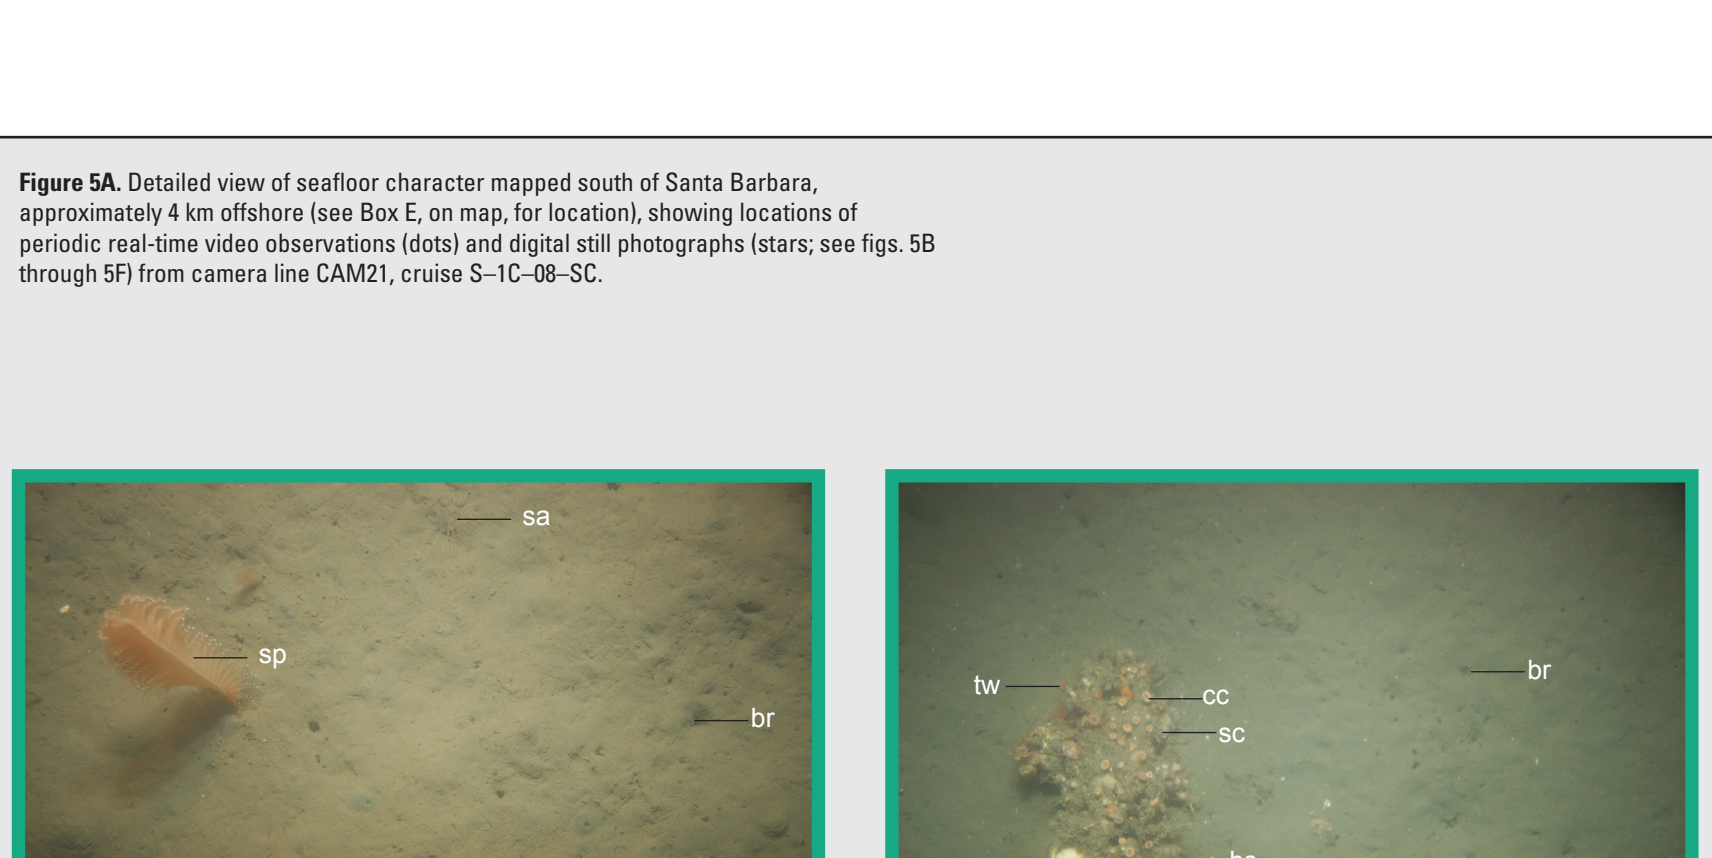 Figure 5A. Detailed view of seafloor character mapped south of Santa Barbara,
approximately 4 km offshore (see Box E, on map, for location), showing locations of
periodic real-time video observations (dots) and digital still photographs (stars; see figs. 5B
through 5F) from camera line CAM21, cruise S–1C–08–SC.
sa
sp
br
tw
cc
sc
br